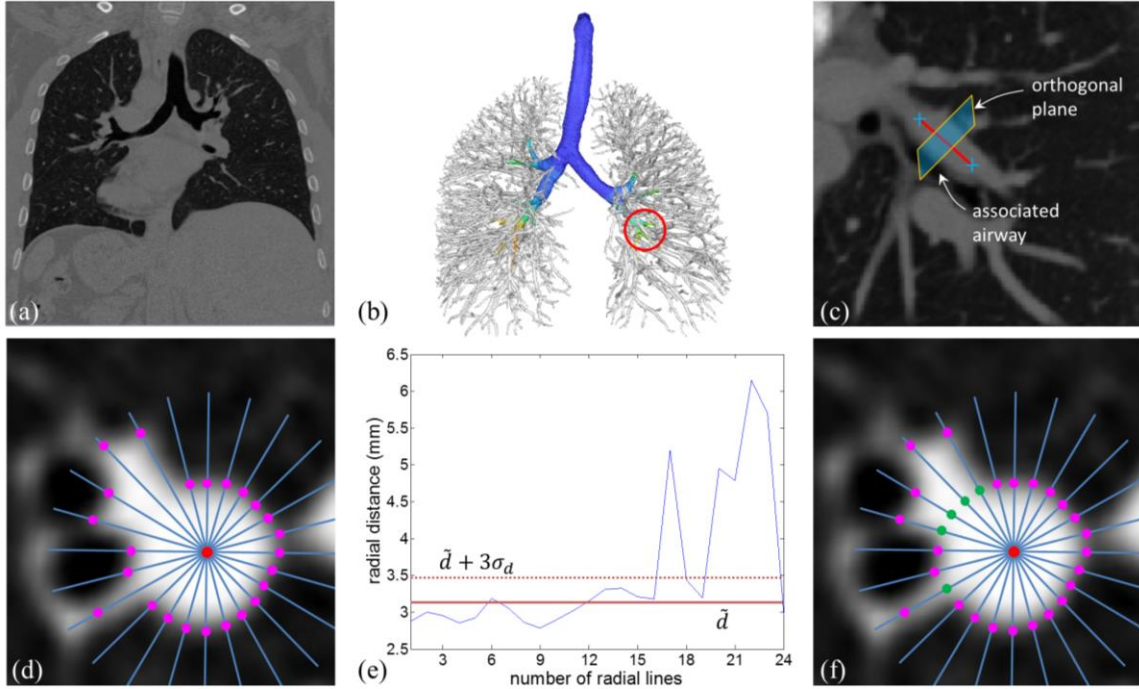 (a)
(b)
orthogonal
plane
associated
airway
(c)
(d)
6.5
6
5.5
5
4.5
4
3.5
3
2.5
radial distance (mm)
d̃ + 3σ_d
d̃
3
6
9
12
15
18
21
24
number of radial lines
(e)
(f)